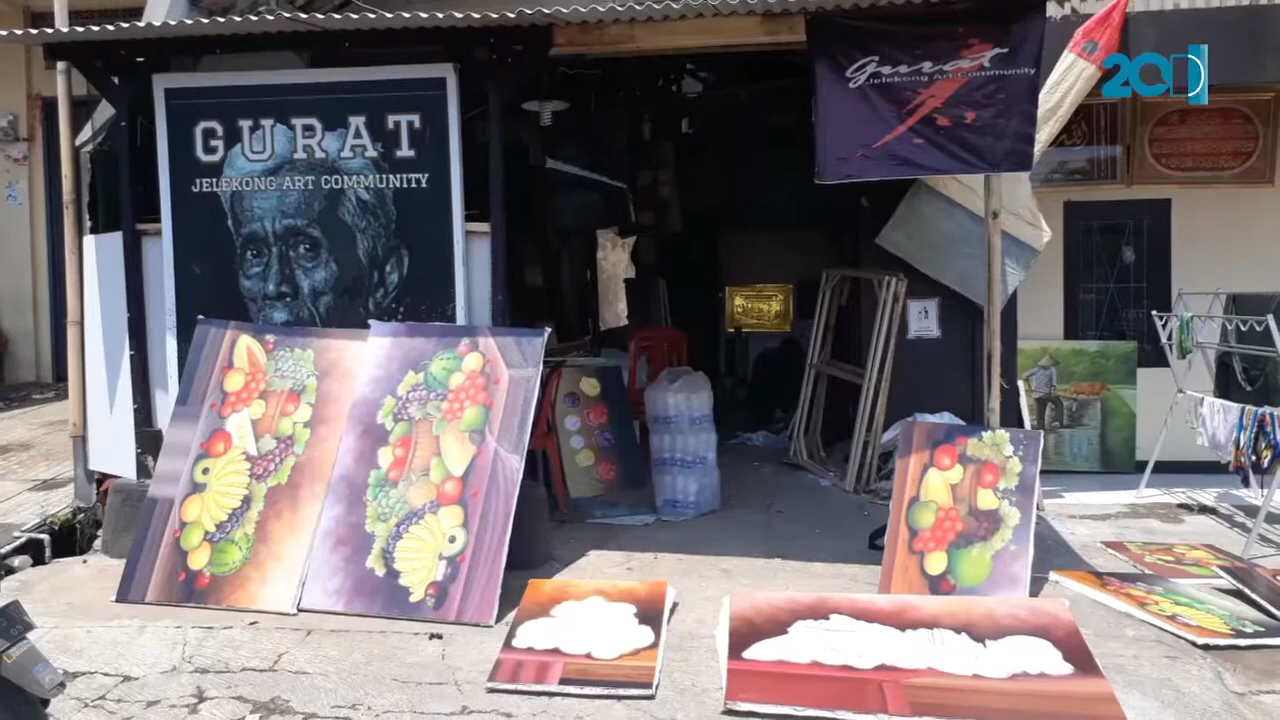 GURAT
JELEKONG ART COMMUNITY
Gurat
Jelekong Art Community
20D